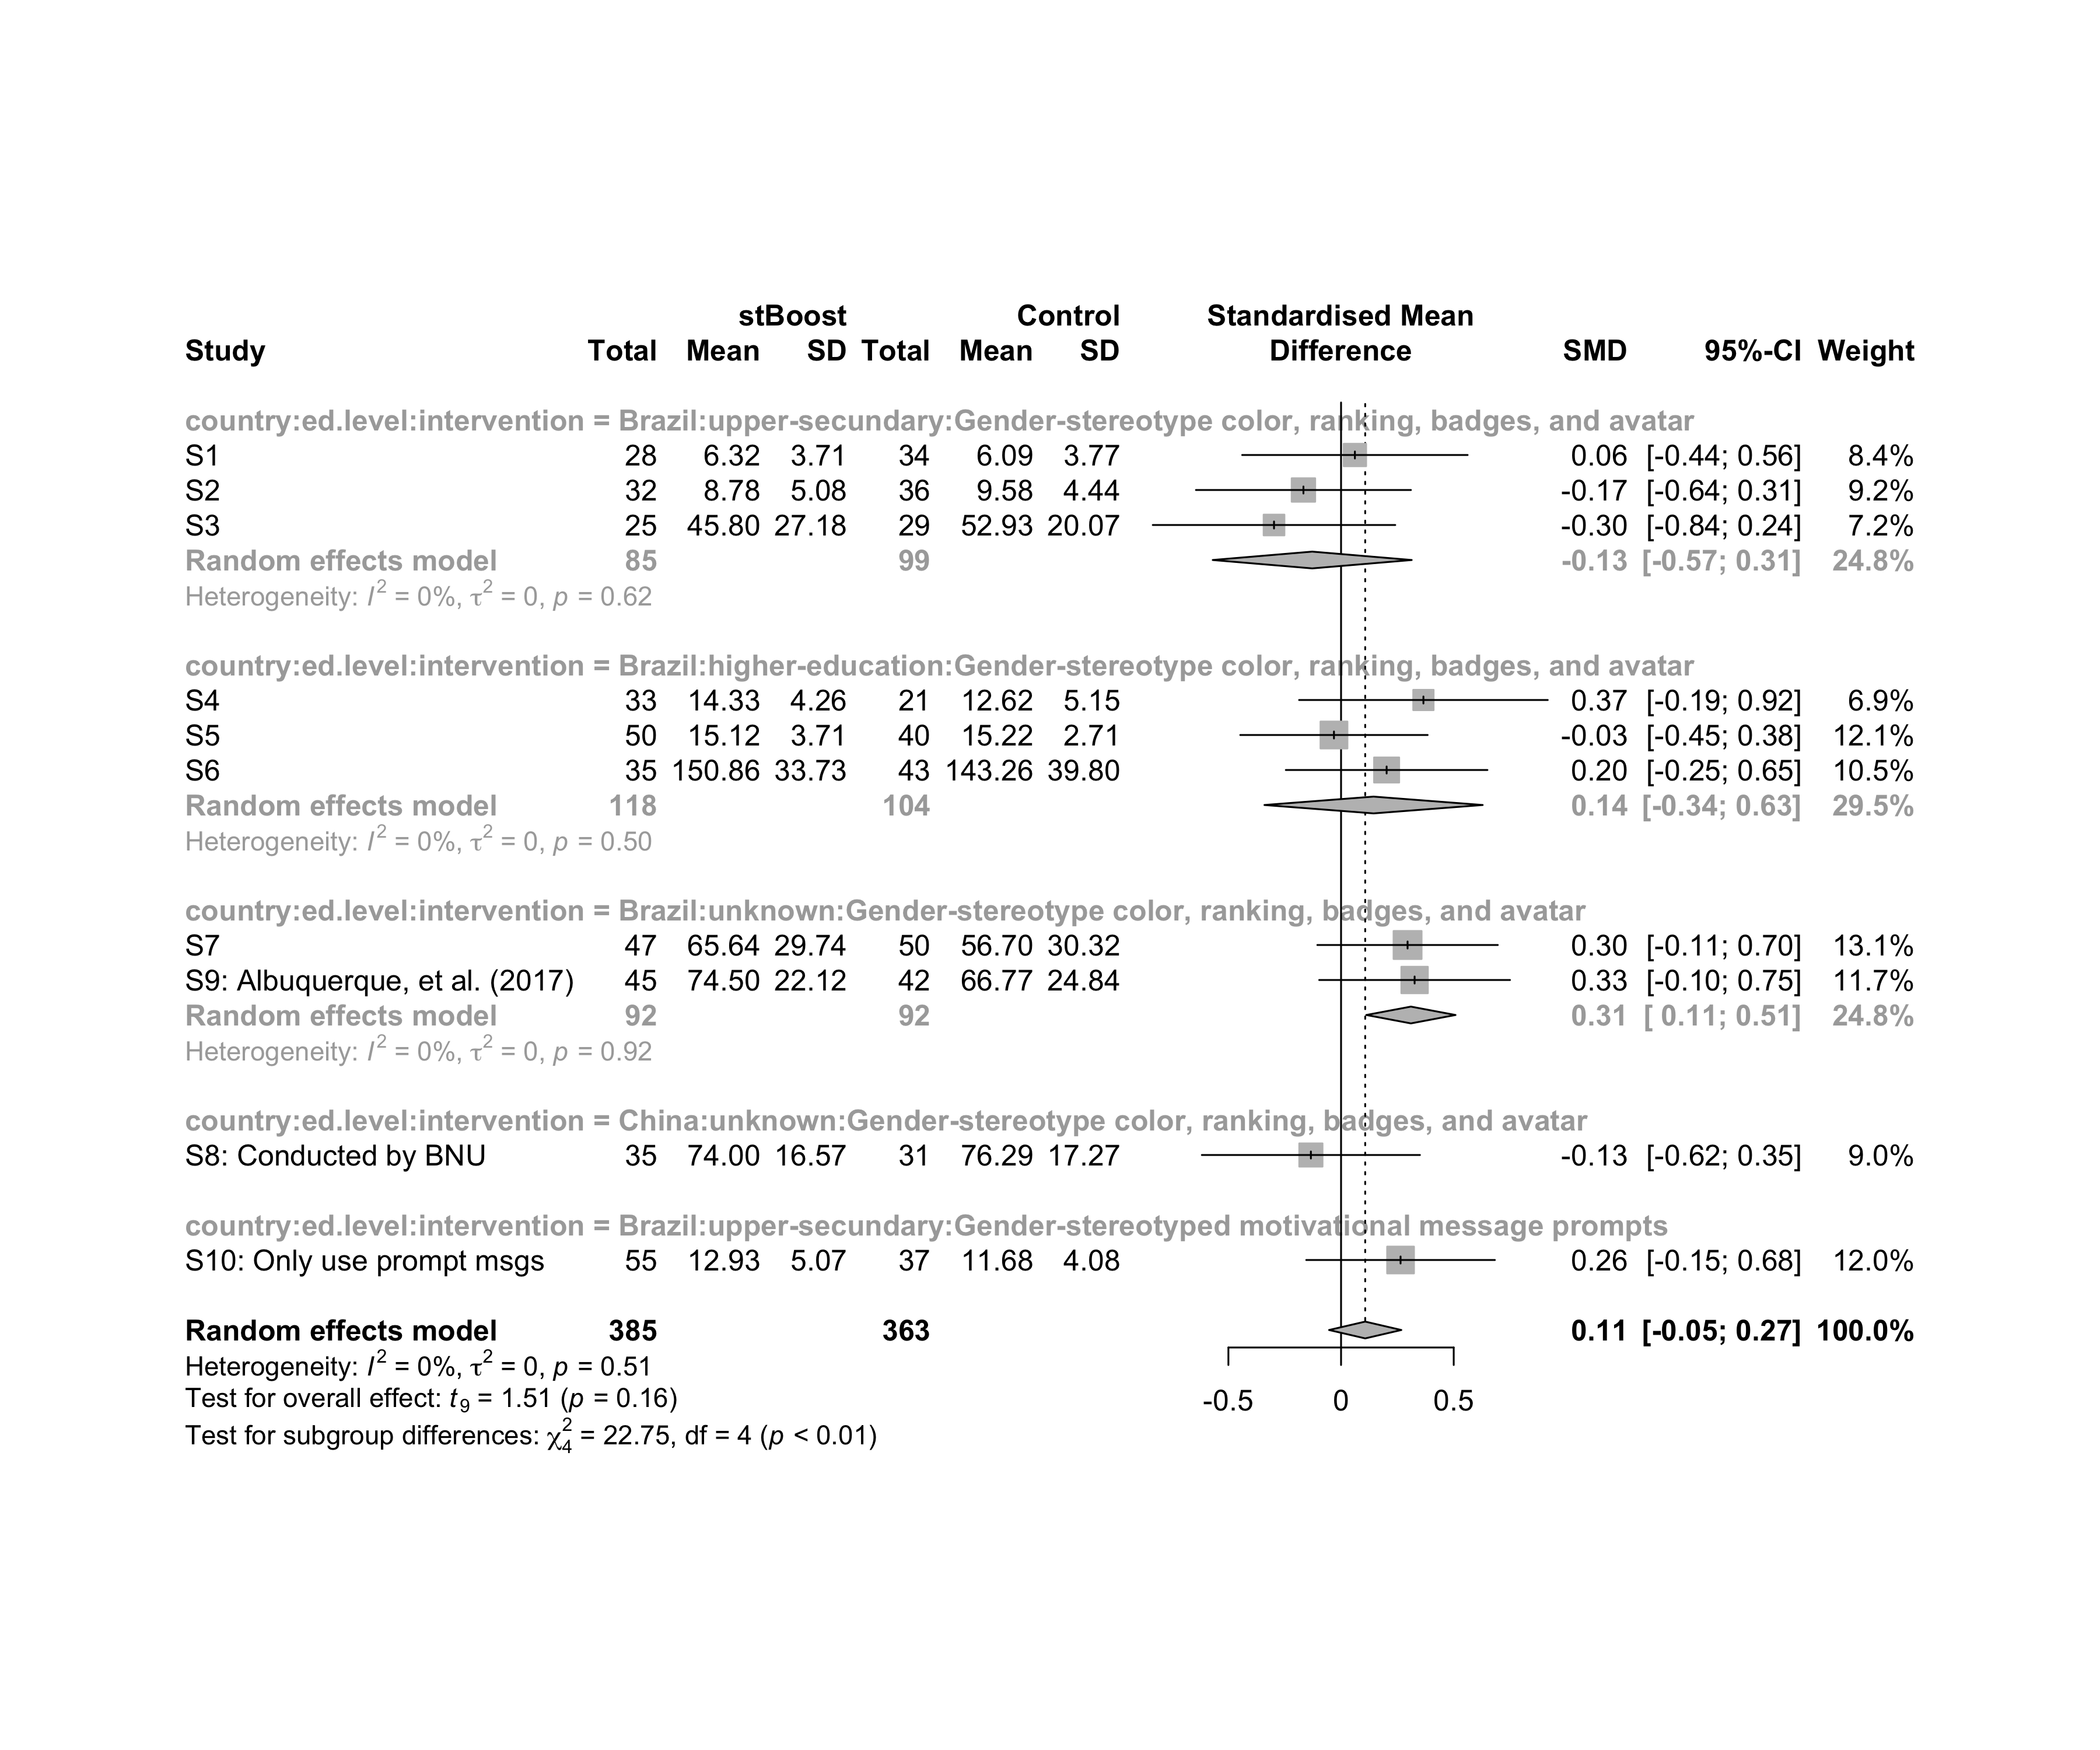 stBoost Control Standardised Mean
Study Total Mean SD Total Mean SD Difference SMD 95%-CI Weight
country:ed.level:intervention = Brazil:upper-secundary:Gender-stereotype color, ranking, badges, and avatar
S1 28 6.32 3.71 34 6.09 3.77 0.06 [-0.44; 0.56] 8.4%
S2 32 8.78 5.08 36 9.58 4.44 -0.17 [-0.64; 0.31] 9.2%
S3 25 45.80 27.18 29 52.93 20.07 -0.30 [-0.84; 0.24] 7.2%
Random effects model 85 99 -0.13 [-0.57; 0.31] 24.8%
Heterogeneity: I² = 0%, τ² = 0, p = 0.62
country:ed.level:intervention = Brazil:higher-education:Gender-stereotype color, ranking, badges, and avatar
S4 33 14.33 4.26 21 12.62 5.15 0.37 [-0.19; 0.92] 6.9%
S5 50 15.12 3.71 40 15.22 2.71 -0.03 [-0.45; 0.38] 12.1%
S6 35 150.86 33.73 43 143.26 39.80 0.20 [-0.25; 0.65] 10.5%
Random effects model 118 104 0.14 [-0.34; 0.63] 29.5%
Heterogeneity: I² = 0%, τ² = 0, p = 0.50
country:ed.level:intervention = Brazil:unknown:Gender-stereotype color, ranking, badges, and avatar
S7 47 65.64 29.74 50 56.70 30.32 0.30 [-0.11; 0.70] 13.1%
S9: Albuquerque, et al. (2017) 45 74.50 22.12 42 66.77 24.84 0.33 [-0.10; 0.75] 11.7%
Random effects model 92 92 0.31 [ 0.11; 0.51] 24.8%
Heterogeneity: I² = 0%, τ² = 0, p = 0.92
country:ed.level:intervention = China:unknown:Gender-stereotype color, ranking, badges, and avatar
S8: Conducted by BNU 35 74.00 16.57 31 76.29 17.27 -0.13 [-0.62; 0.35] 9.0%
country:ed.level:intervention = Brazil:upper-secundary:Gender-stereotyped motivational message prompts
S10: Only use prompt msgs 55 12.93 5.07 37 11.68 4.08 0.26 [-0.15; 0.68] 12.0%
Random effects model 385 363 0.11 [-0.05; 0.27] 100.0%
Heterogeneity: I² = 0%, τ² = 0, p = 0.51
Test for overall effect: t₉ = 1.51 (p = 0.16)
-0.5 0 0.5
Test for subgroup differences: χ²₄ = 22.75, df = 4 (p < 0.01)